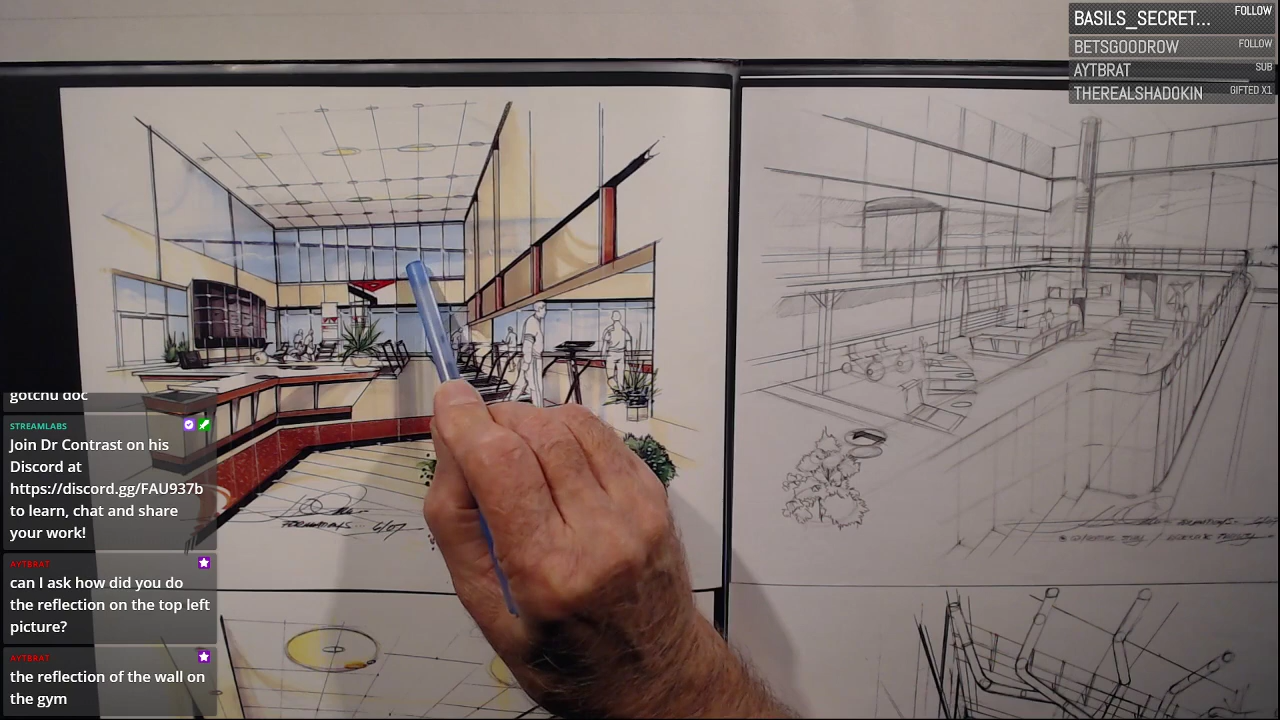 BASILS_SECRET... FOLLOW
BETSGOODROW FOLLOW
AYTBRAT SUB
THEREALSHADOKIN GIFTED X1
gotchu doc
STREAMLABS
Join Dr Contrast on his
Discord at
https://discord.gg/FAU937b
to learn, chat and share
your work!
AYTBRAT
can I ask how did you do
the reflection on the top left
picture?
AYTBRAT
the reflection of the wall on
the gym